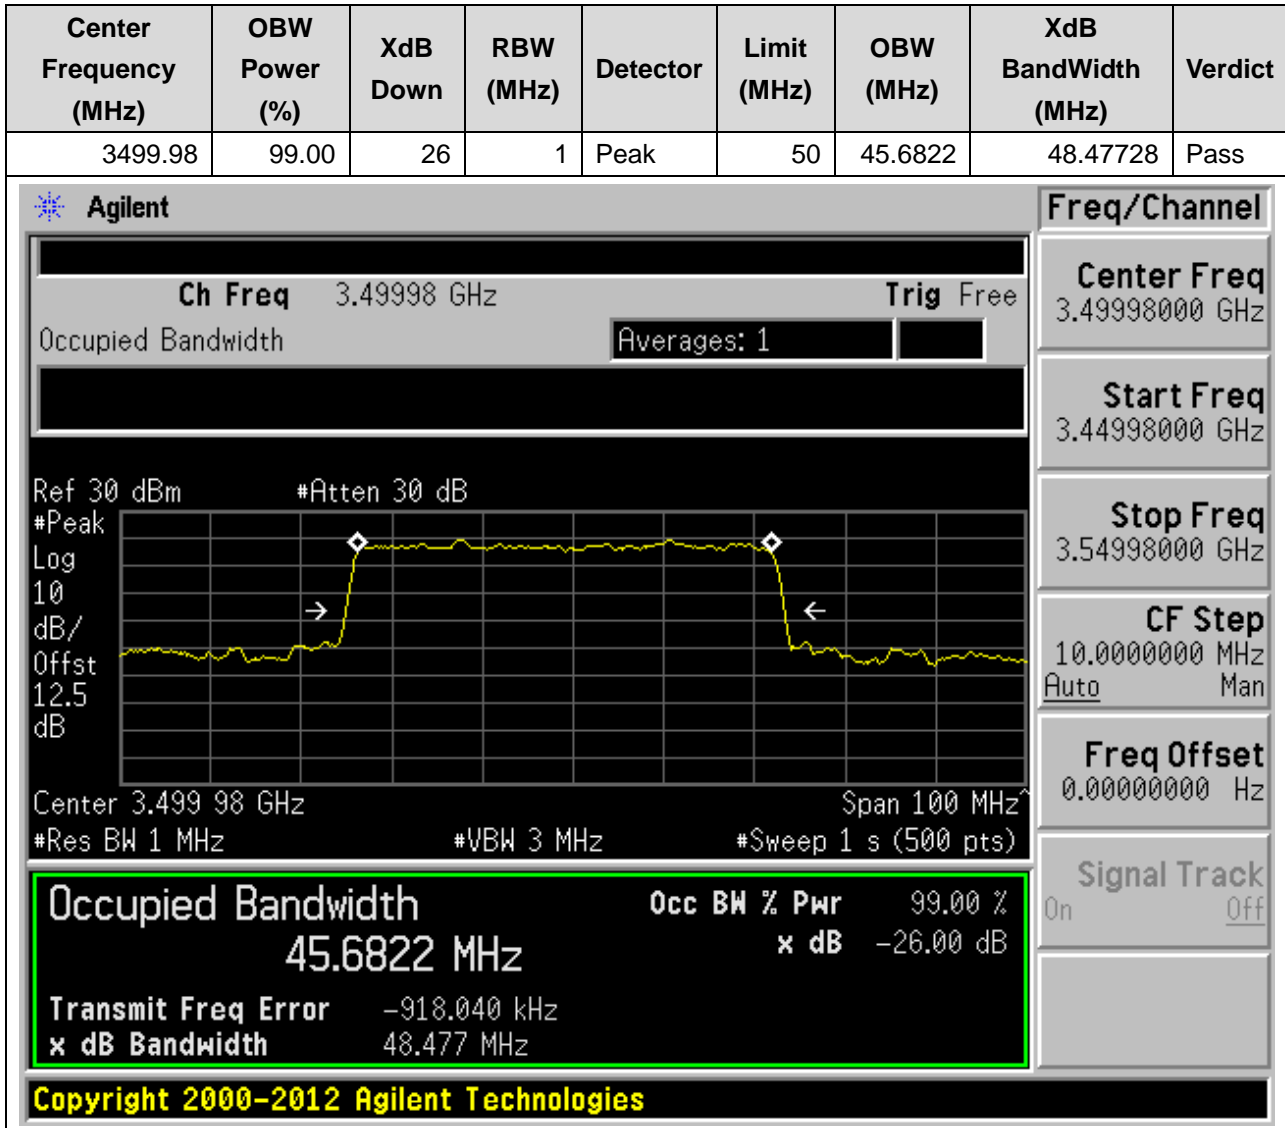 Center Frequency (MHz) OBW Power (%) XdB Down RBW (MHz) Detector Limit (MHz) OBW (MHz) XdB BandWidth (MHz) Verdict
3499.98 99.00 26 1 Peak 50 45.6822 48.47728 Pass
Agilent
Freq/Channel
Ch Freq 3.49998 GHz Trig Free
Occupied Bandwidth Averages: 1
Center Freq
3.49998000 GHz
Start Freq
3.44998000 GHz
Stop Freq
3.54998000 GHz
CF Step
10.0000000 MHz
Auto Man
Freq Offset
0.00000000 Hz
Signal Track
On Off
Ref 30 dBm #Atten 30 dB
#Peak
Log
10
dB/
Offst
12.5
dB
Center 3.499 98 GHz Span 100 MHz^
#Res BW 1 MHz #VBW 3 MHz #Sweep 1 s (500 pts)
Occupied Bandwidth
45.6822 MHz
Occ BW % Pwr 99.00 %
x dB -26.00 dB
Transmit Freq Error -918.040 kHz
x dB Bandwidth 48.477 MHz
Copyright 2000-2012 Agilent Technologies